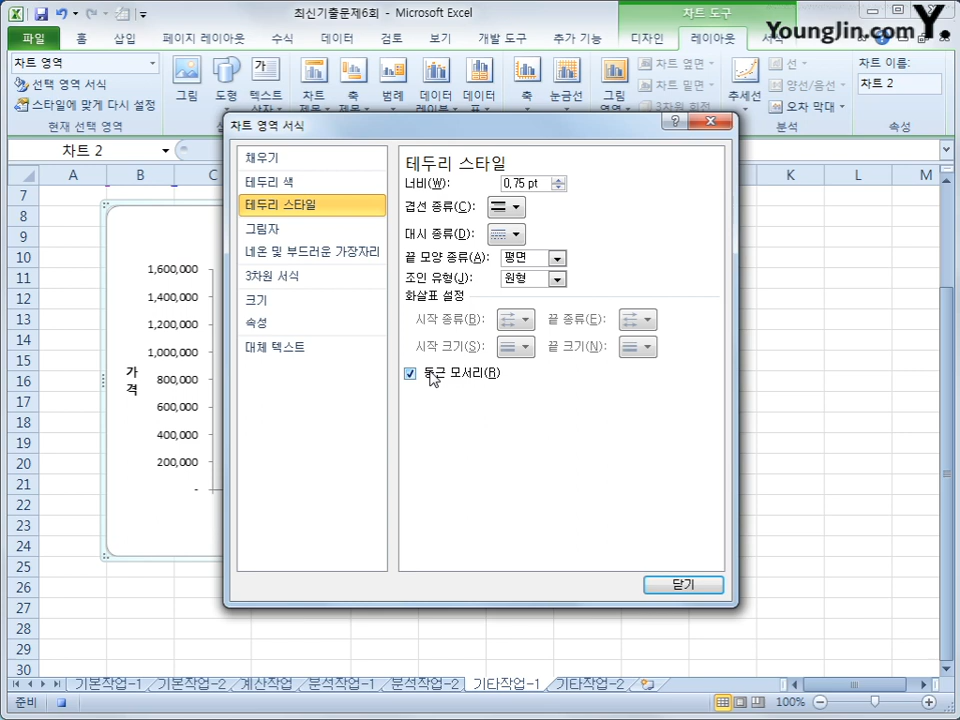 최신기출문제6회 - Microsoft Excel
차트 도구
Younglin.com Y.
파일 홈 삽입 페이지 레이아웃 수식 데이터 검토 보기 개발 도구 추가 기능 디자인 레이아웃
차트 영역
선택 영역 서식
스타일에 맞게 다시 설정
현재 선택 영역
그림 도형 텍스트
차트 축 범례 데이터 데이터
축 눈금선
그림
차트 옆면
차트 밑면
3차원 회전
추세선
선
양선/음선
오차 막대
분석
차트 이름:
차트 2
속성
차트 2
A B C K L M
7
8
9
10
11
12
13
14
15
16
17
18
19
20
21
22
23
24
25
26
27
28
29
30
1,600,000
1,400,000
1,200,000
1,000,000
800,000
600,000
400,000
200,000
-
가
격
차트 영역 서식
채우기
테두리 색
테두리 스타일
그림자
네온 및 부드러운 가장자리
3차원 서식
크기
속성
대체 텍스트
테두리 스타일
너비(W): 0.75 pt
겹선 종류(C):
대시 종류(D):
끝 모양 종류(A): 평면
조인 유형(J): 원형
화살표 설정
시작 종류(B): 끝 종류(E):
시작 크기(S): 끝 크기(N):
둥근 모서리(R)
닫기
기본작업-1 기본작업-2 계산작업 분석작업-1 분석작업-2 기타작업-1 기타작업-2
준비 100%